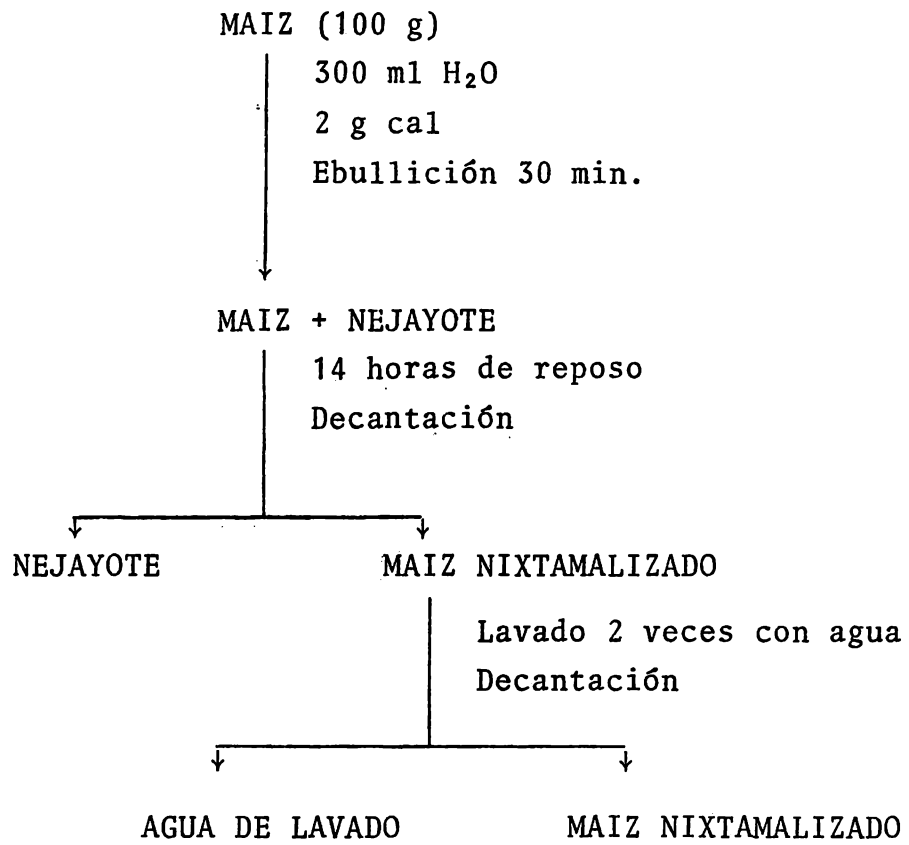 MAIZ (100 g)
300 ml H₂O
2 g cal
Ebullición 30 min.
MAIZ + NEJAYOTE
14 horas de reposo
Decantación
NEJAYOTE
MAIZ NIXTAMALIZADO
Lavado 2 veces con agua
Decantación
AGUA DE LAVADO
MAIZ NIXTAMALIZADO